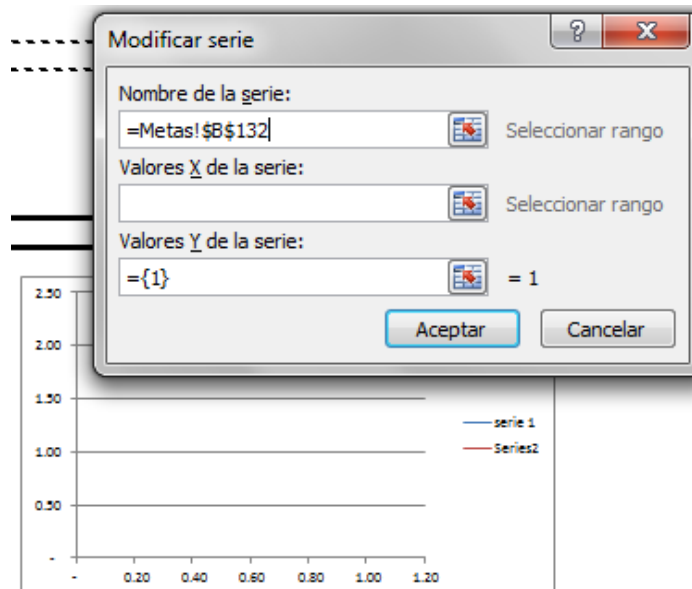 Modificar serie
Nombre de la serie:
=Metas!$B$132
Seleccionar rango
Valores X de la serie:
Seleccionar rango
Valores Y de la serie:
={1}
= 1
Aceptar
Cancelar
2.50
2.00
1.50
1.00
0.50
-
- 0.20 0.40 0.60 0.80 1.00 1.20
serie 1
Series2